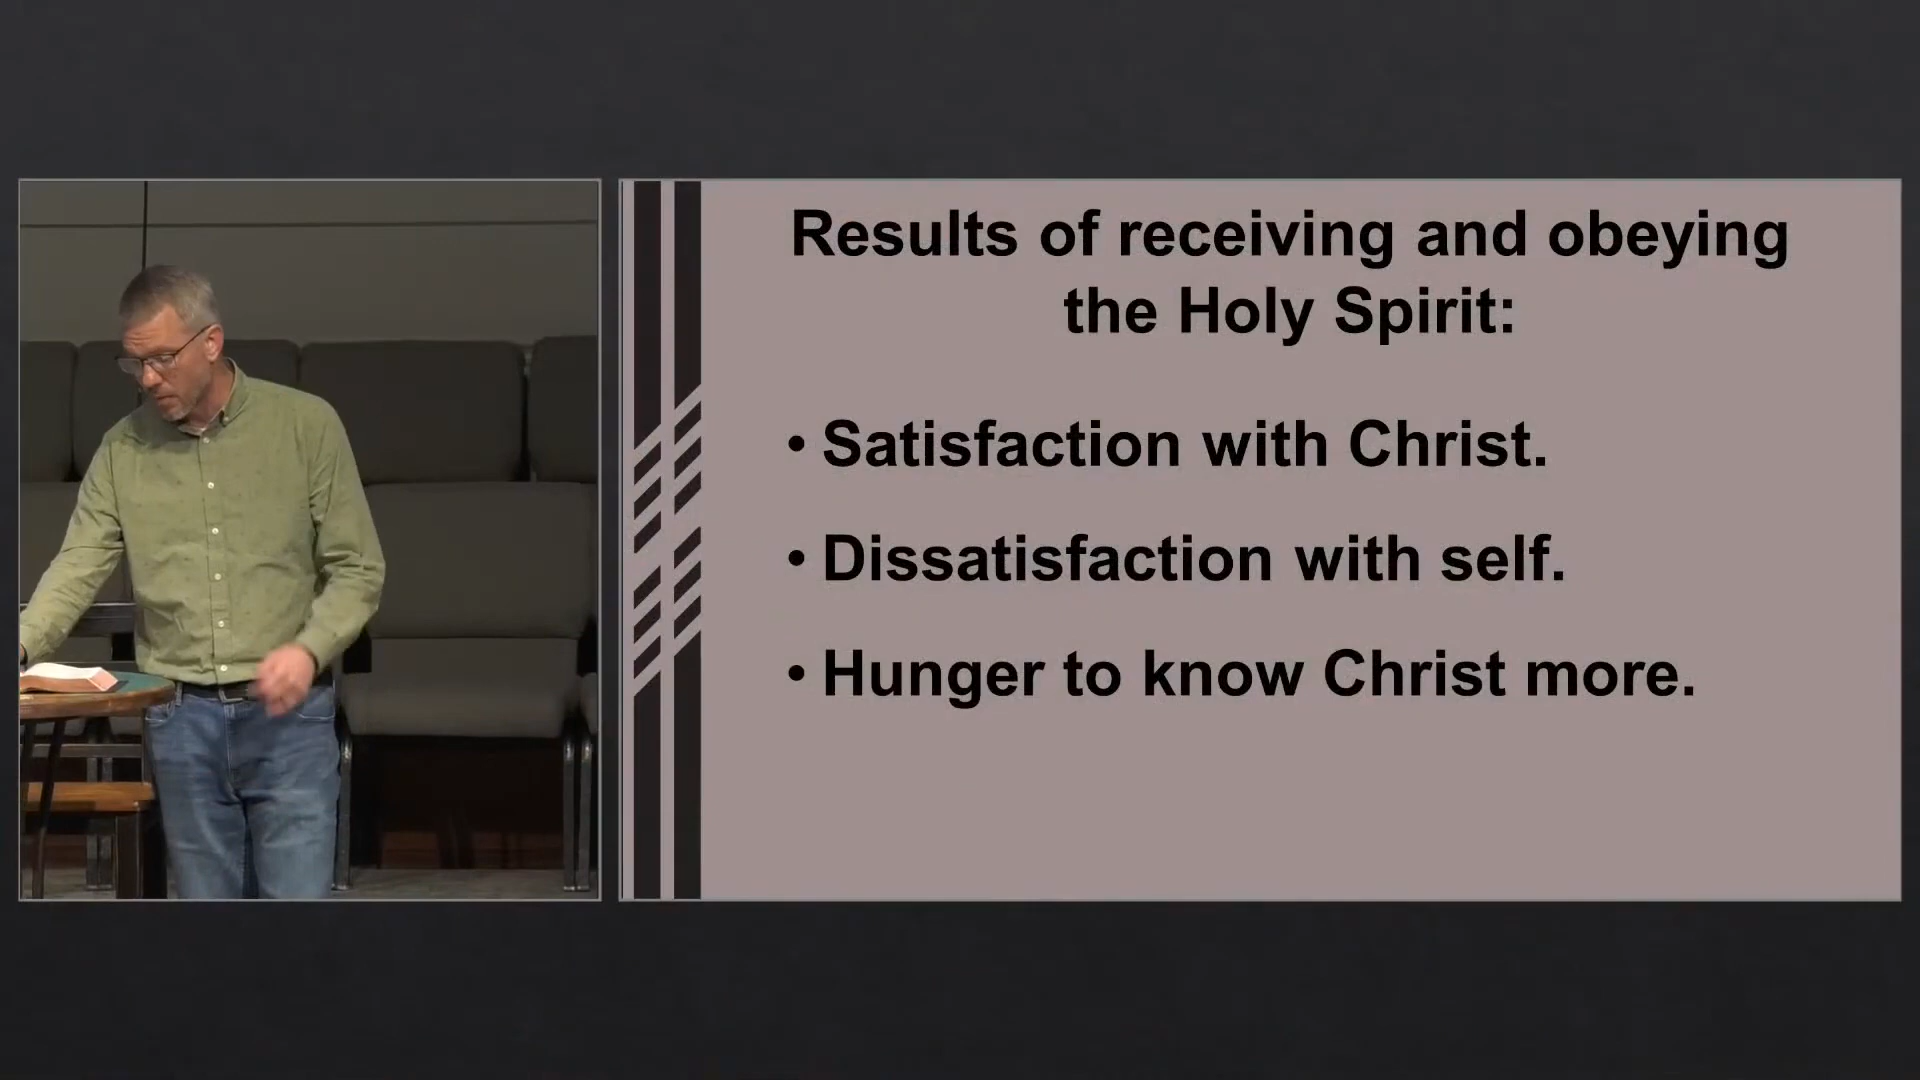 Results of receiving and obeying
the Holy Spirit:
• Satisfaction with Christ.
• Dissatisfaction with self.
• Hunger to know Christ more.